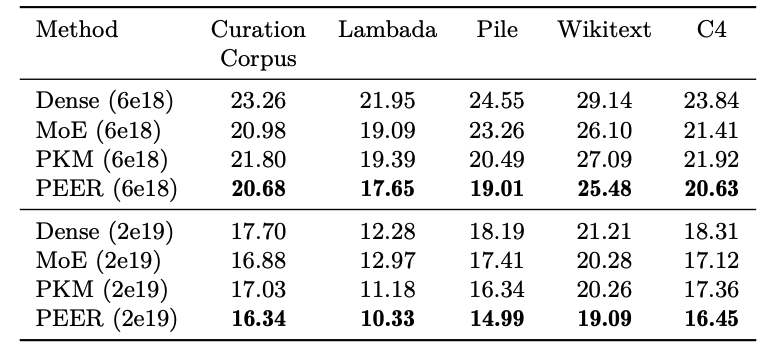 Method Curation Lambada Pile Wikitext C4
Corpus
Dense (6e18) 23.26 21.95 24.55 29.14 23.84
MoE (6e18) 20.98 19.09 23.26 26.10 21.41
PKM (6e18) 21.80 19.39 20.49 27.09 21.92
PEER (6e18) 20.68 17.65 19.01 25.48 20.63
Dense (2e19) 17.70 12.28 18.19 21.21 18.31
MoE (2e19) 16.88 12.97 17.41 20.28 17.12
PKM (2e19) 17.03 11.18 16.34 20.26 17.36
PEER (2e19) 16.34 10.33 14.99 19.09 16.45